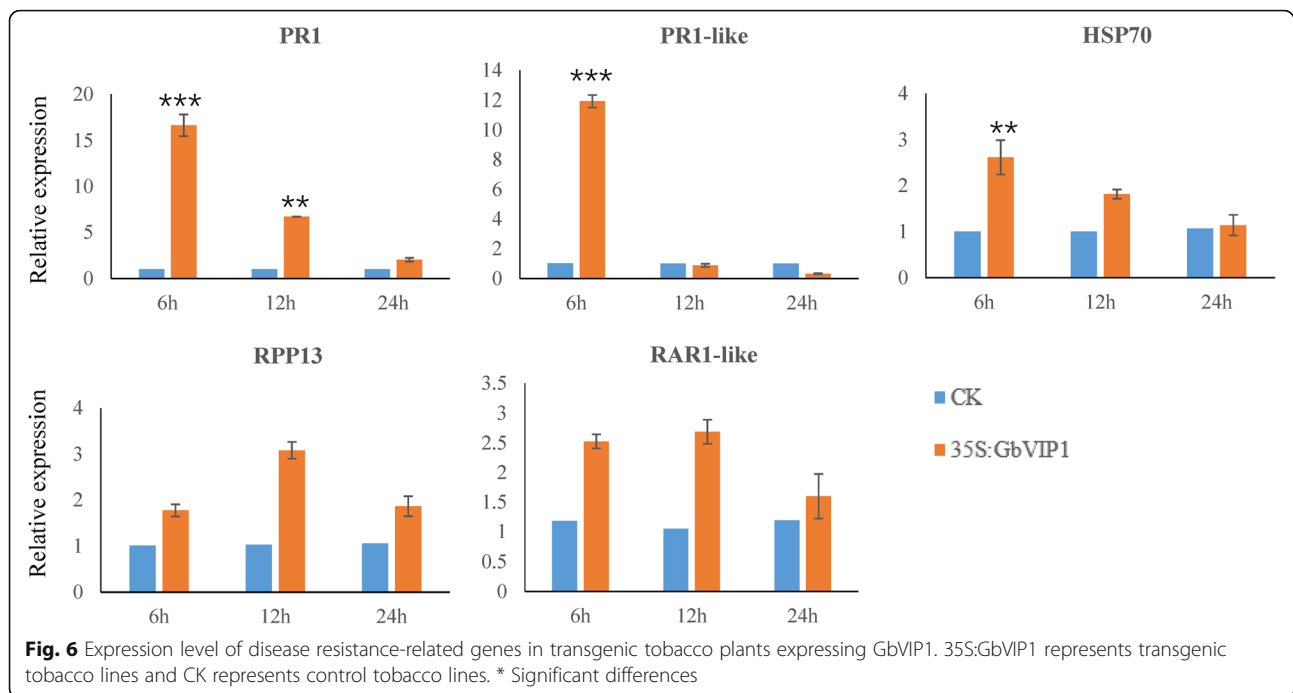 PR1
PR1-like
HSP70
Relative expression
20
15
10
5
0
***
**
6h
12h
24h
14
12
10
8
6
4
2
0
***
6h
12h
24h
4
3
2
1
0
**
6h
12h
24h
RPP13
RAR1-like
Relative expression
4
3
2
1
0
6h
12h
24h
3.5
3
2.5
2
1.5
1
0.5
0
6h
12h
24h
CK
35S:GbVIP1
Fig. 6 Expression level of disease resistance-related genes in transgenic tobacco plants expressing GbVIP1. 35S:GbVIP1 represents transgenic
tobacco lines and CK represents control tobacco lines. * Significant differences